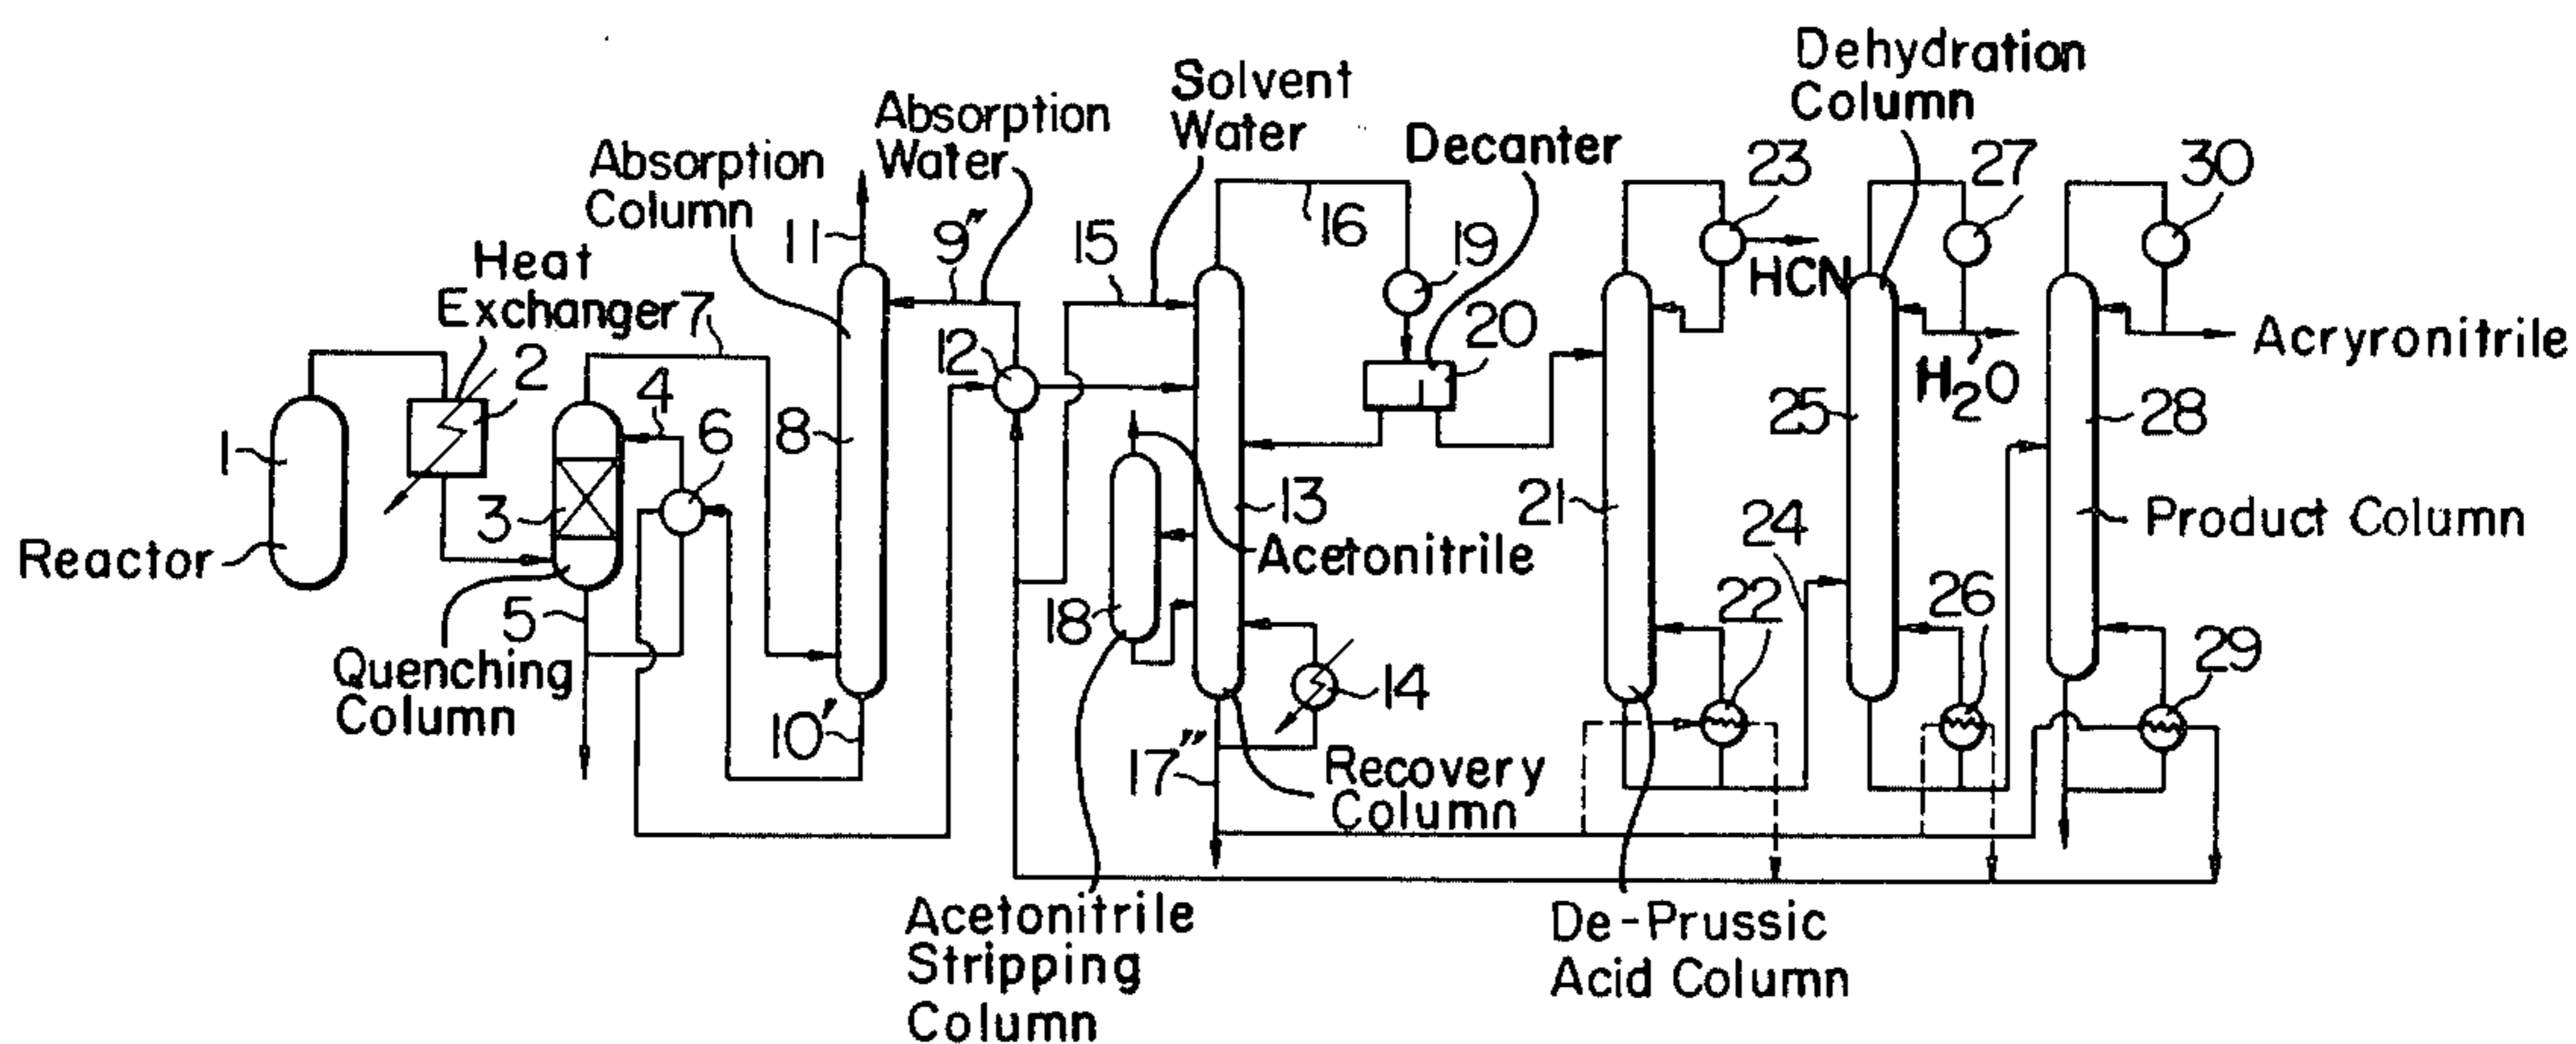 Dehydration
Column
Solvent
Water
Absorption
Water
Decanter
Absorption
Column
23
27
30
11
9″
15
16
19
HCN
Heat
Exchanger
7
12
20
H2O
Acryronitrile
2
4
6
8
25
28
1
3
13
21
Product Column
Reactor
Acetonitrile
24
5
18
22
26
29
Quenching
Column
10′
14
17″
Recovery
Column
Acetonitrile
Stripping
Column
De-Prussic
Acid Column